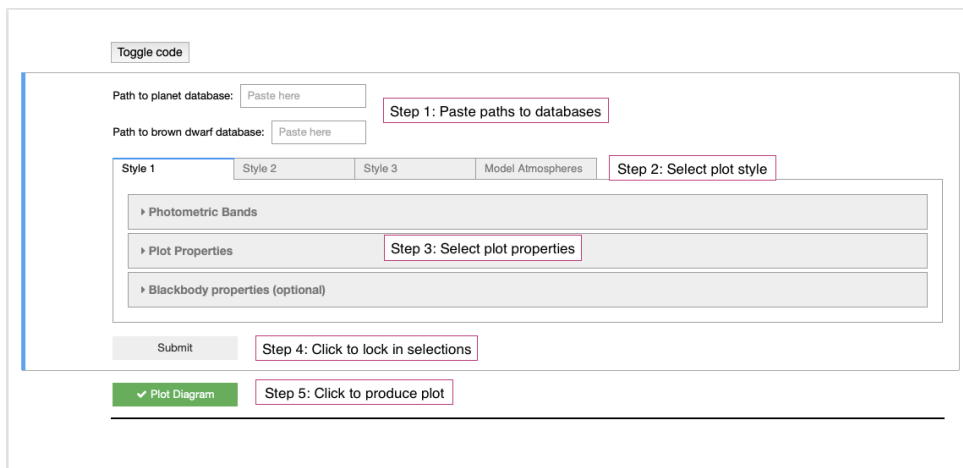 Toggle code
Path to planet database: Paste here
Step 1: Paste paths to databases
Path to brown dwarf database: Paste here
Style 1 Style 2 Style 3 Model Atmospheres Step 2: Select plot style
Photometric Bands
Plot Properties Step 3: Select plot properties
Blackbody properties (optional)
Submit Step 4: Click to lock in selections
Plot Diagram Step 5: Click to produce plot